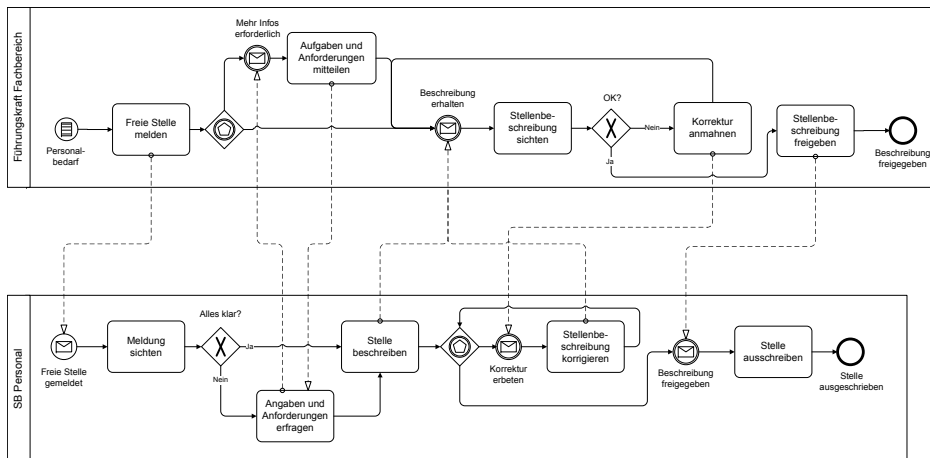 Führungskraft Fachbereich
Mehr Infos
erforderlich
Aufgaben und
Anforderungen
mitteilen
Beschreibung
erhalten
OK?
Freie Stelle
melden
Stellenbe-
schreibung
sichten
Nein
Korrektur
anmahnen
Stellenbe-
schreibung
freigeben
Personal-
bedarf
Ja
Beschreibung
freigegeben
SB Personal
Alles klar?
Meldung
sichten
Ja
Stelle
beschreiben
Stellenbe-
schreibung
korrigieren
Stelle
ausschreiben
Freie Stelle
gemeldet
Nein
Korrektur
erbeten
Beschreibung
freigegeben
Stelle
ausgeschrieben
Angaben und
Anforderungen
erfragen